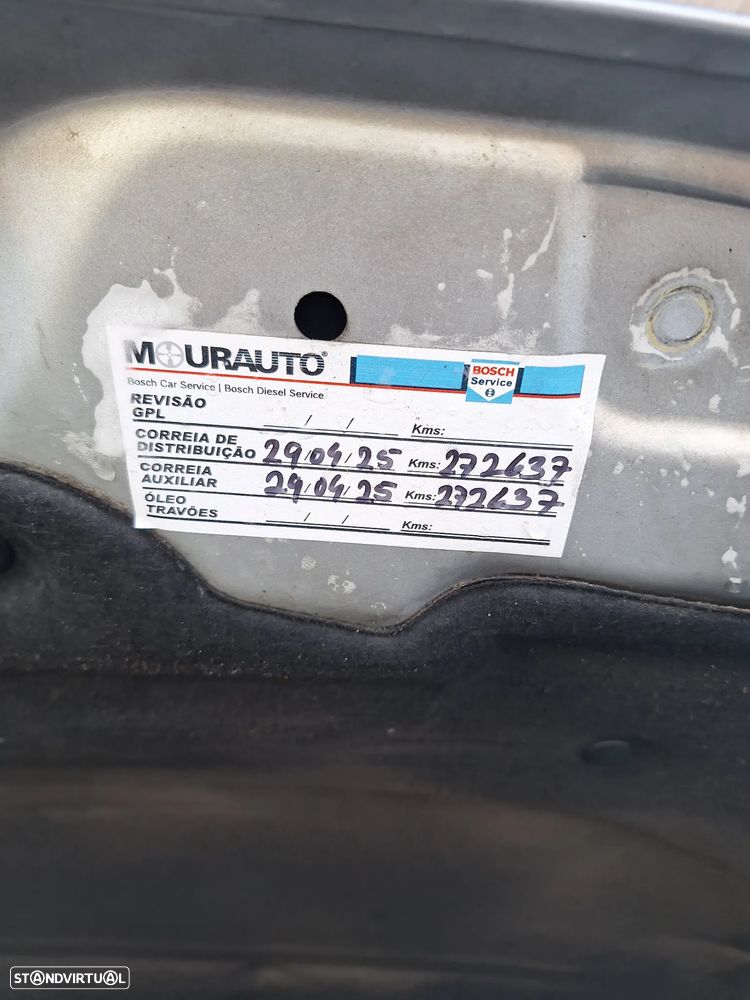 MOURAUTO®
BOSCH
Service
Bosch Car Service | Bosch Diesel Service
REVISÃO
GPL / / Kms:
CORREIA DE
DISTRIBUIÇÃO 29/04/25 Kms: 272637
CORREIA
AUXILIAR 29/04/25 Kms: 272637
ÓLEO
TRAVÕES / / Kms:
STANDVIRTUAL